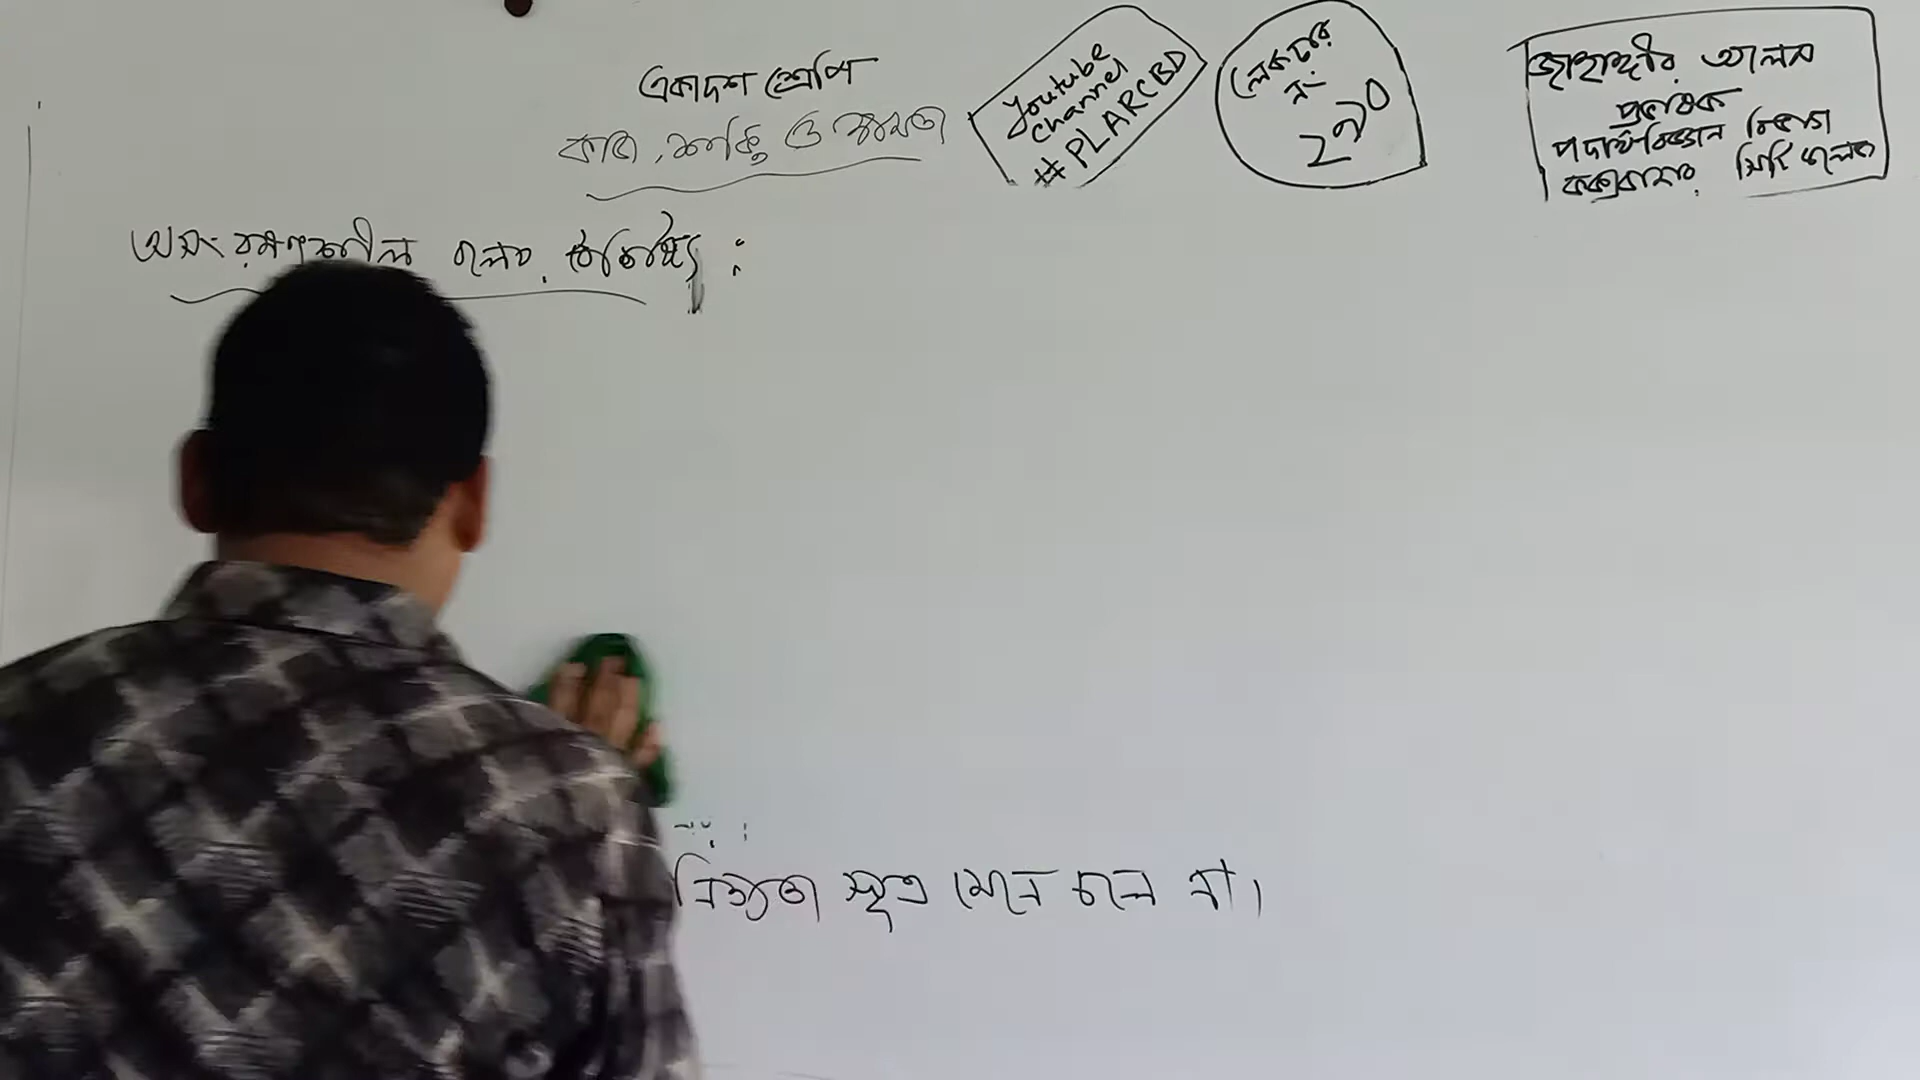 একাদশ শ্রেণি
কাজ, শক্তি ও ক্ষমতা
Youtube
Channel
# PLARCBD
লেকচার
নং
২৭০
জাহাঙ্গীর আলম
প্রভাষক
পদার্থবিজ্ঞান বিভাগ
কক্সবাজার সিটি কলেজ
অসংরক্ষণশীল বলের বৈশিষ্ট্য :
নিত্যতা সূত্র মেনে চলে না।